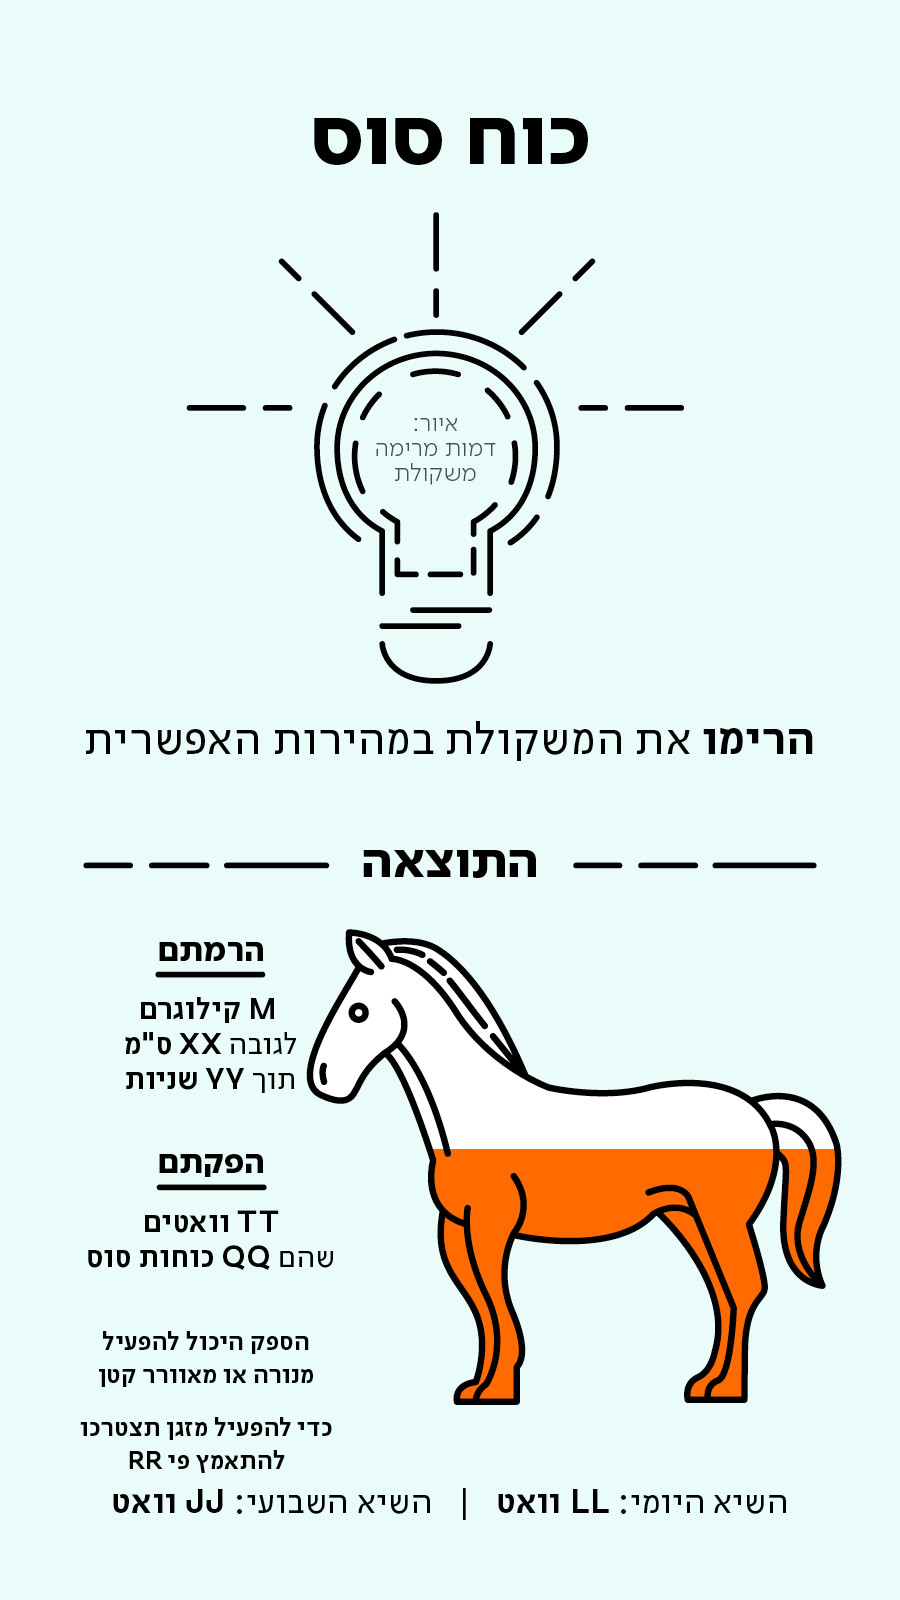 כוח סוס
איור:
דמות מרימה
משקולת
הרימו את המשקולת במהירות האפשרית
התוצאה
הרמתם
M קילוגרם
לגובה XX ס"מ
תוך YY שניות
הפקתם
TT וואטים
שהם QQ כוחות סוס
הספק היכול להפעיל
מנורה או מאוורר קטן
כדי להפעיל מזגן תצטרכו
להתאמץ פי RR
השיא היומי: LL וואט | השיא השבועי: JJ וואט